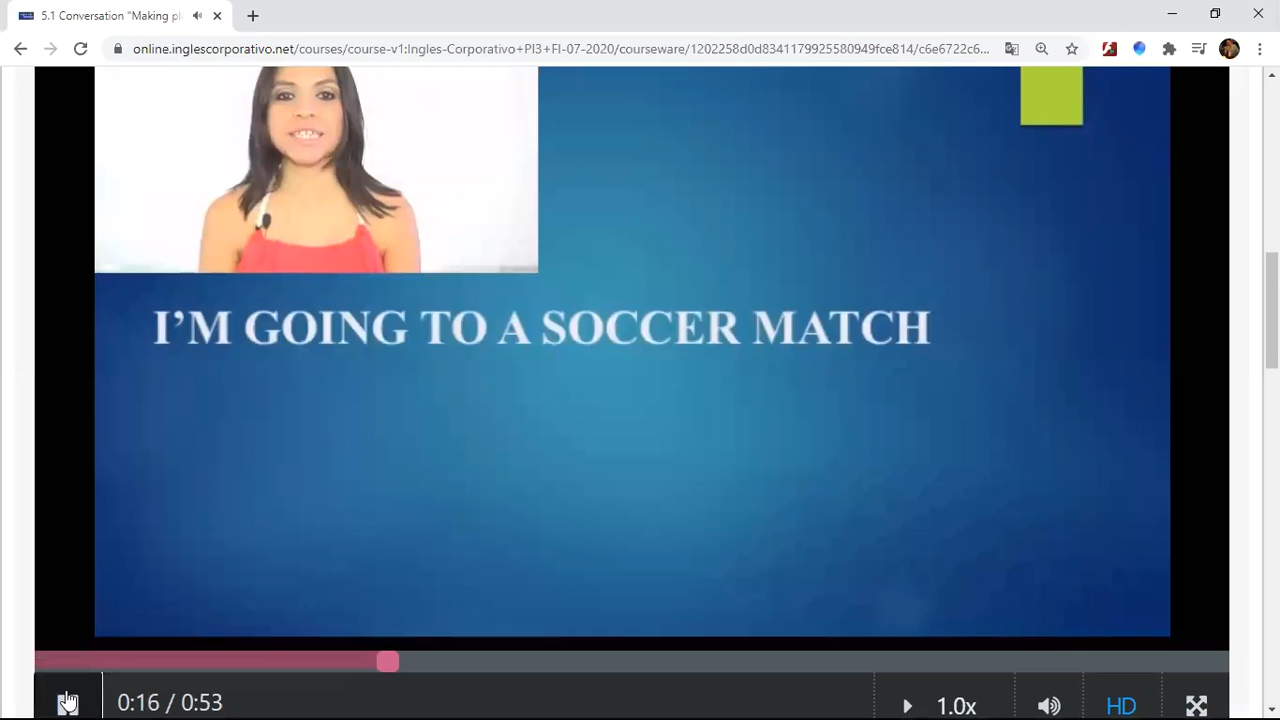 5.1 Conversation "Making pl
online.inglescorporativo.net/courses/course-v1:Ingles-Corporativo+PI3+FI-07-2020/courseware/1202258d0d8341179925580949fce814/c6e6722c6...
I'M GOING TO A SOCCER MATCH
0:16 / 0:53
1.0x
HD